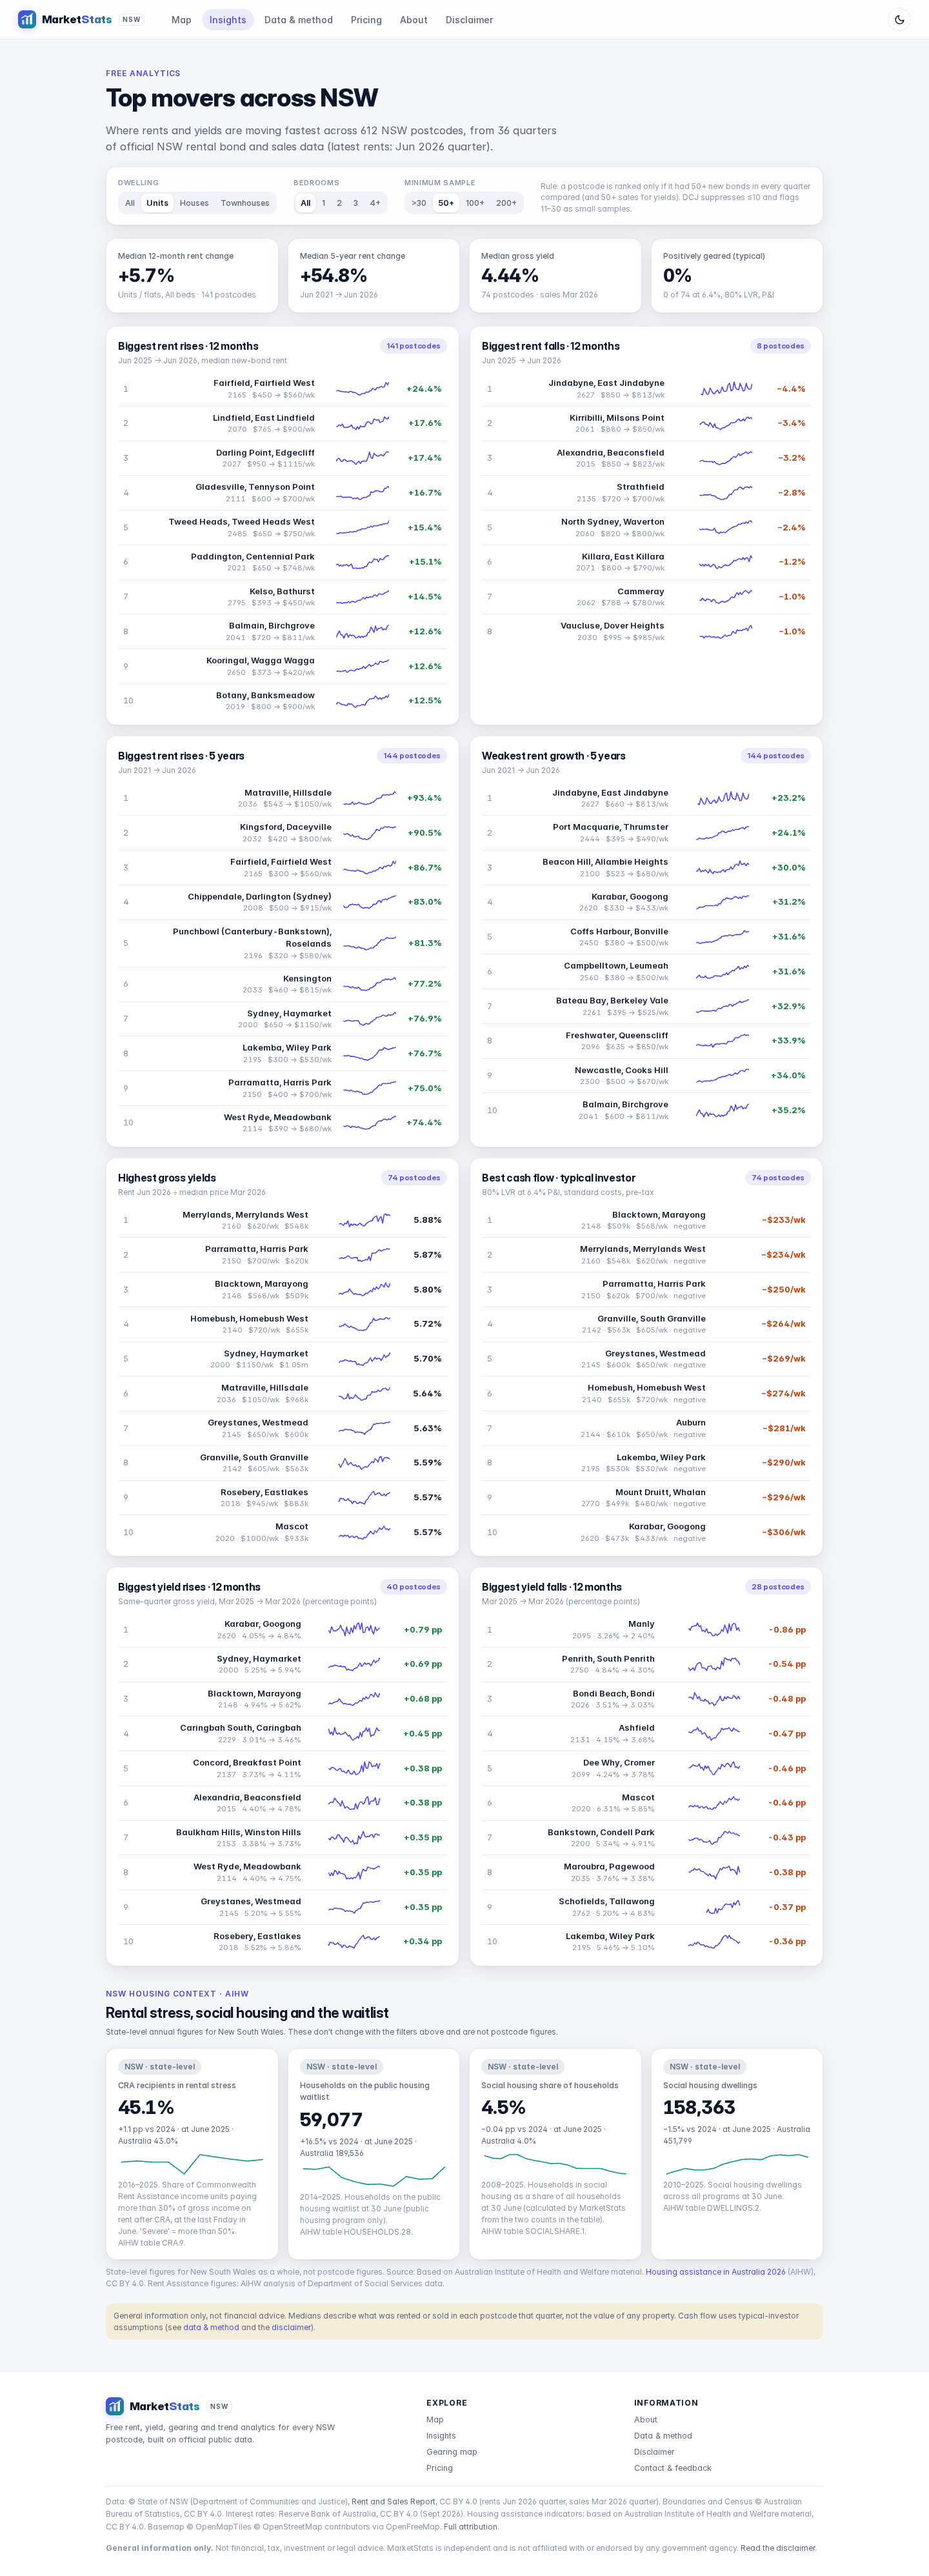 MarketStats NSW Map Insights Data & method Pricing About Disclaimer
FREE ANALYTICS
Top movers across NSW
Where rents and yields are moving fastest across 612 NSW postcodes, from 36 quarters
of official NSW rental bond and sales data (latest rents: Jun 2026 quarter).
DWELLING
All Units Houses Townhouses
BEDROOMS
All 1 2 3 4+
MINIMUM SAMPLE
>30 50+ 100+ 200+
Rule: a postcode is ranked only if it had 50+ new bonds in every quarter
compared (and 50+ sales for yields). DCJ suppresses ≤10 and flags
11–30 as small samples.
Median 12-month rent change
+5.7%
Units / flats, All beds · 141 postcodes
Median 5-year rent change
+54.8%
Jun 2021 → Jun 2026
Median gross yield
4.44%
74 postcodes · sales Mar 2026
Positively geared (typical)
0%
0 of 74 at 6.4%, 80% LVR, P&I
Biggest rent rises · 12 months 141 postcodes
Jun 2025 → Jun 2026, median new-bond rent
1 Fairfield, Fairfield West +24.4%
2165 · $450 → $560/wk
2 Lindfield, East Lindfield +17.6%
2070 · $765 → $900/wk
3 Darling Point, Edgecliff +17.4%
2027 · $950 → $1115/wk
4 Gladesville, Tennyson Point +16.7%
2111 · $600 → $700/wk
5 Tweed Heads, Tweed Heads West +15.4%
2485 · $650 → $750/wk
6 Paddington, Centennial Park +15.1%
2021 · $650 → $748/wk
7 Kelso, Bathurst +14.5%
2795 · $393 → $450/wk
8 Balmain, Birchgrove +12.6%
2041 · $720 → $811/wk
9 Kooringal, Wagga Wagga +12.6%
2650 · $373 → $420/wk
10 Botany, Banksmeadow +12.5%
2019 · $800 → $900/wk
Biggest rent falls · 12 months 8 postcodes
Jun 2025 → Jun 2026
1 Jindabyne, East Jindabyne −4.4%
2627 · $850 → $813/wk
2 Kirribilli, Milsons Point −3.4%
2061 · $880 → $850/wk
3 Alexandria, Beaconsfield −3.2%
2015 · $850 → $823/wk
4 Strathfield −2.8%
2135 · $720 → $700/wk
5 North Sydney, Waverton −2.4%
2060 · $820 → $800/wk
6 Killara, East Killara −1.2%
2071 · $800 → $790/wk
7 Cammeray −1.0%
2062 · $788 → $780/wk
8 Vaucluse, Dover Heights −1.0%
2030 · $995 → $985/wk
Biggest rent rises · 5 years 144 postcodes
Jun 2021 → Jun 2026
1 Matraville, Hillsdale +93.4%
2036 · $543 → $1050/wk
2 Kingsford, Daceyville +90.5%
2032 · $420 → $800/wk
3 Fairfield, Fairfield West +86.7%
2165 · $300 → $560/wk
4 Chippendale, Darlington (Sydney) +83.0%
2008 · $500 → $915/wk
5 Punchbowl (Canterbury-Bankstown),
Roselands +81.3%
2196 · $320 → $580/wk
6 Kensington +77.2%
2033 · $460 → $815/wk
7 Sydney, Haymarket +76.9%
2000 · $650 → $1150/wk
8 Lakemba, Wiley Park +76.7%
2195 · $300 → $530/wk
9 Parramatta, Harris Park +75.0%
2150 · $400 → $700/wk
10 West Ryde, Meadowbank +74.4%
2114 · $390 → $680/wk
Weakest rent growth · 5 years 144 postcodes
Jun 2021 → Jun 2026
1 Jindabyne, East Jindabyne +23.2%
2627 · $660 → $813/wk
2 Port Macquarie, Thrumster +24.1%
2444 · $395 → $490/wk
3 Beacon Hill, Allambie Heights +30.0%
2100 · $523 → $680/wk
4 Karabar, Googong +31.2%
2620 · $330 → $433/wk
5 Coffs Harbour, Bonville +31.6%
2450 · $380 → $500/wk
6 Campbelltown, Leumeah +31.6%
2560 · $380 → $500/wk
7 Bateau Bay, Berkeley Vale +32.9%
2261 · $395 → $525/wk
8 Freshwater, Queenscliff +33.9%
2096 · $635 → $850/wk
9 Newcastle, Cooks Hill +34.0%
2300 · $500 → $670/wk
10 Balmain, Birchgrove +35.2%
2041 · $600 → $811/wk
Highest gross yields 74 postcodes
Rent Jun 2026 ÷ median price Mar 2026
1 Merrylands, Merrylands West 5.88%
2160 · $620/wk · $548k
2 Parramatta, Harris Park 5.87%
2150 · $700/wk · $620k
3 Blacktown, Marayong 5.80%
2148 · $568/wk · $509k
4 Homebush, Homebush West 5.72%
2140 · $720/wk · $655k
5 Sydney, Haymarket 5.70%
2000 · $1150/wk · $1.05m
6 Matraville, Hillsdale 5.64%
2036 · $1050/wk · $968k
7 Greystanes, Westmead 5.63%
2145 · $650/wk · $600k
8 Granville, South Granville 5.59%
2142 · $605/wk · $563k
9 Rosebery, Eastlakes 5.57%
2018 · $945/wk · $883k
10 Mascot 5.57%
2020 · $1000/wk · $933k
Best cash flow · typical investor 74 postcodes
80% LVR at 6.4% P&I, standard costs, pre-tax
1 Blacktown, Marayong −$233/wk
2148 · $509k · $568/wk · negative
2 Merrylands, Merrylands West −$234/wk
2160 · $548k · $620/wk · negative
3 Parramatta, Harris Park −$250/wk
2150 · $620k · $700/wk · negative
4 Granville, South Granville −$264/wk
2142 · $563k · $605/wk · negative
5 Greystanes, Westmead −$269/wk
2145 · $600k · $650/wk · negative
6 Homebush, Homebush West −$274/wk
2140 · $655k · $720/wk · negative
7 Auburn −$281/wk
2144 · $610k · $650/wk · negative
8 Lakemba, Wiley Park −$290/wk
2195 · $530k · $530/wk · negative
9 Mount Druitt, Whalan −$296/wk
2770 · $499k · $480/wk · negative
10 Karabar, Googong −$306/wk
2620 · $473k · $433/wk · negative
Biggest yield rises · 12 months 40 postcodes
Same-quarter gross yield, Mar 2025 → Mar 2026 (percentage points)
1 Karabar, Googong +0.79 pp
2620 · 4.05% → 4.84%
2 Sydney, Haymarket +0.69 pp
2000 · 5.25% → 5.94%
3 Blacktown, Marayong +0.68 pp
2148 · 4.94% → 5.62%
4 Caringbah South, Caringbah +0.45 pp
2229 · 3.01% → 3.46%
5 Concord, Breakfast Point +0.38 pp
2137 · 3.73% → 4.11%
6 Alexandria, Beaconsfield +0.38 pp
2015 · 4.40% → 4.78%
7 Baulkham Hills, Winston Hills +0.35 pp
2153 · 3.38% → 3.73%
8 West Ryde, Meadowbank +0.35 pp
2114 · 4.40% → 4.75%
9 Greystanes, Westmead +0.35 pp
2145 · 5.20% → 5.55%
10 Rosebery, Eastlakes +0.34 pp
2018 · 5.52% → 5.86%
Biggest yield falls · 12 months 28 postcodes
Mar 2025 → Mar 2026 (percentage points)
1 Manly -0.86 pp
2095 · 3.26% → 2.40%
2 Penrith, South Penrith -0.54 pp
2750 · 4.84% → 4.30%
3 Bondi Beach, Bondi -0.48 pp
2026 · 3.51% → 3.03%
4 Ashfield -0.47 pp
2131 · 4.15% → 3.68%
5 Dee Why, Cromer -0.46 pp
2099 · 4.24% → 3.78%
6 Mascot -0.46 pp
2020 · 6.31% → 5.85%
7 Bankstown, Condell Park -0.43 pp
2200 · 5.34% → 4.91%
8 Maroubra, Pagewood -0.38 pp
2035 · 3.76% → 3.38%
9 Schofields, Tallawong -0.37 pp
2762 · 5.20% → 4.83%
10 Lakemba, Wiley Park -0.36 pp
2195 · 5.46% → 5.10%
NSW HOUSING CONTEXT · AIHW
Rental stress, social housing and the waitlist
State-level annual figures for New South Wales. These don't change with the filters above and are not postcode figures.
NSW · state-level
CRA recipients in rental stress
45.1%
+1.1 pp vs 2024 · at June 2025 ·
Australia 43.0%
2016–2025. Share of Commonwealth
Rent Assistance income units paying
more than 30% of gross income on
rent after CRA, at the last Friday in
June. 'Severe' = more than 50%.
AIHW table CRA.9.
NSW · state-level
Households on the public housing
waitlist
59,077
+16.5% vs 2024 · at June 2025 ·
Australia 189,536
2014–2025. Households on the public
housing waitlist at 30 June (public
housing program only).
AIHW table HOUSEHOLDS.28.
NSW · state-level
Social housing share of households
4.5%
−0.04 pp vs 2024 · at June 2025 ·
Australia 4.0%
2008–2025. Households in social
housing as a share of all households
at 30 June (calculated by MarketStats
from the two counts in the table).
AIHW table SOCIALSHARE.1.
NSW · state-level
Social housing dwellings
158,363
−1.5% vs 2024 · at June 2025 · Australia
451,799
2010–2025. Social housing dwellings
across all programs at 30 June.
AIHW table DWELLINGS.2.
State-level figures for New South Wales as a whole, not postcode figures. Source: Based on Australian Institute of Health and Welfare material. Housing assistance in Australia 2026 (AIHW),
CC BY 4.0. Rent Assistance figures: AIHW analysis of Department of Social Services data.
General information only, not financial advice. Medians describe what was rented or sold in each postcode that quarter, not the value of any property. Cash flow uses typical-investor
assumptions (see data & method and the disclaimer).
MarketStats NSW
Free rent, yield, gearing and trend analytics for every NSW
postcode, built on official public data.
EXPLORE
Map
Insights
Gearing map
Pricing
INFORMATION
About
Data & method
Disclaimer
Contact & feedback
Data: © State of NSW (Department of Communities and Justice), Rent and Sales Report, CC BY 4.0 (rents Jun 2026 quarter, sales Mar 2026 quarter). Boundaries and Census © Australian
Bureau of Statistics, CC BY 4.0. Interest rates: Reserve Bank of Australia, CC BY 4.0 (Sept 2026). Housing assistance indicators: based on Australian Institute of Health and Welfare material,
CC BY 4.0. Basemap © OpenMapTiles © OpenStreetMap contributors via OpenFreeMap. Full attribution.
General information only. Not financial, tax, investment or legal advice. MarketStats is independent and is not affiliated with or endorsed by any government agency. Read the disclaimer.